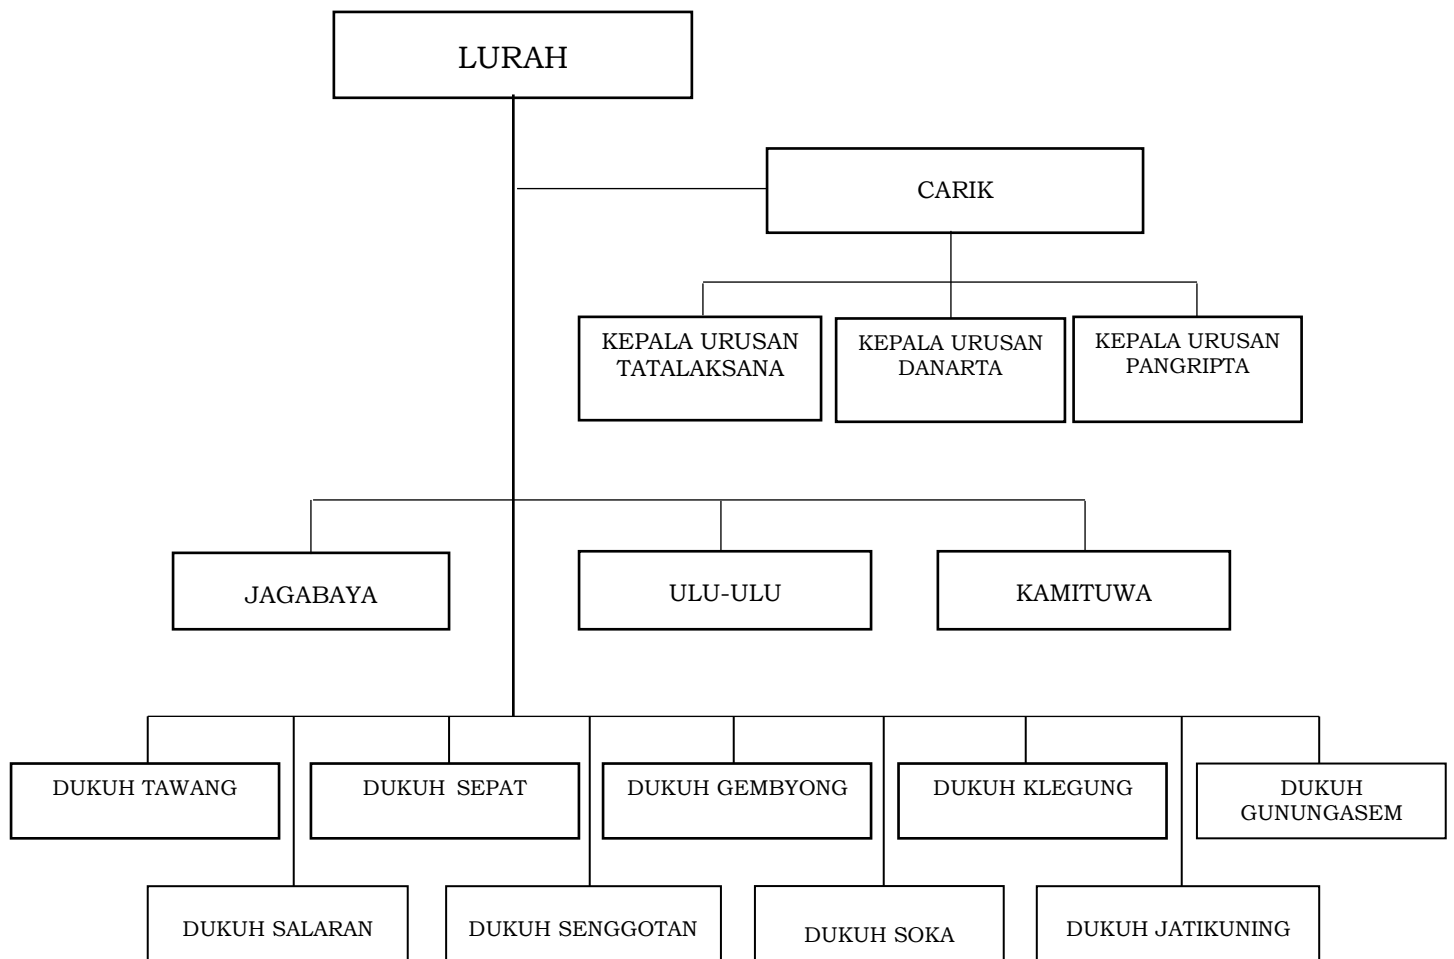 LURAH
CARIK
KEPALA URUSAN
TATALAKSANA
KEPALA URUSAN
DANARTA
KEPALA URUSAN
PANGRIPTA
JAGABAYA
ULU-ULU
KAMITUWA
DUKUH TAWANG
DUKUH SEPAT
DUKUH GEMBYONG
DUKUH KLEGUNG
DUKUH
GUNUNGASEM
DUKUH SALARAN
DUKUH SENGGOTAN
DUKUH SOKA
DUKUH JATIKUNING